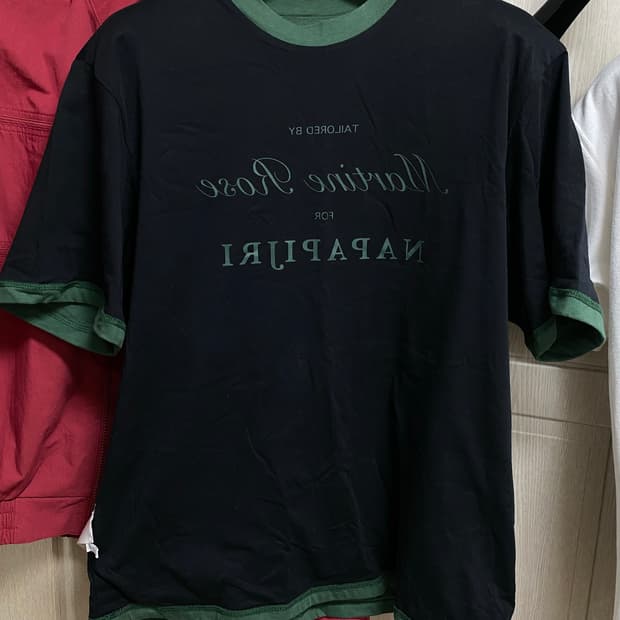 TAILORED BY
Martine Rose
FOR
NAPAPIJRI